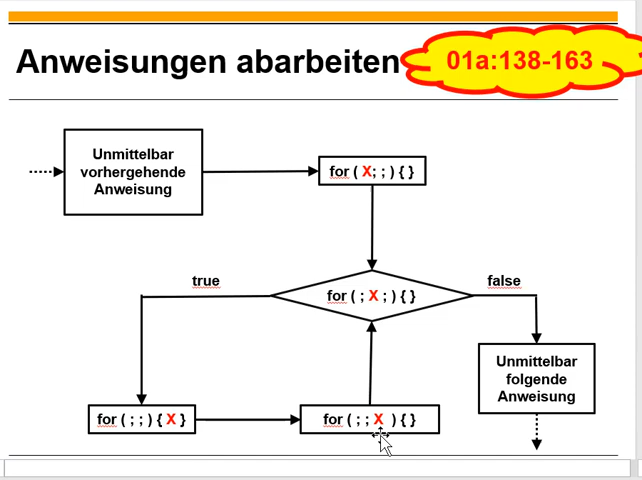 Anweisungen abarbeiten
01a:138-163
Unmittelbar
vorhergehende
Anweisung
for ( X; ; ) { }
true
for ( ; X ; ) { }
false
Unmittelbar
folgende
Anweisung
for ( ; ; ) { X }
for ( ; ; X ) { }